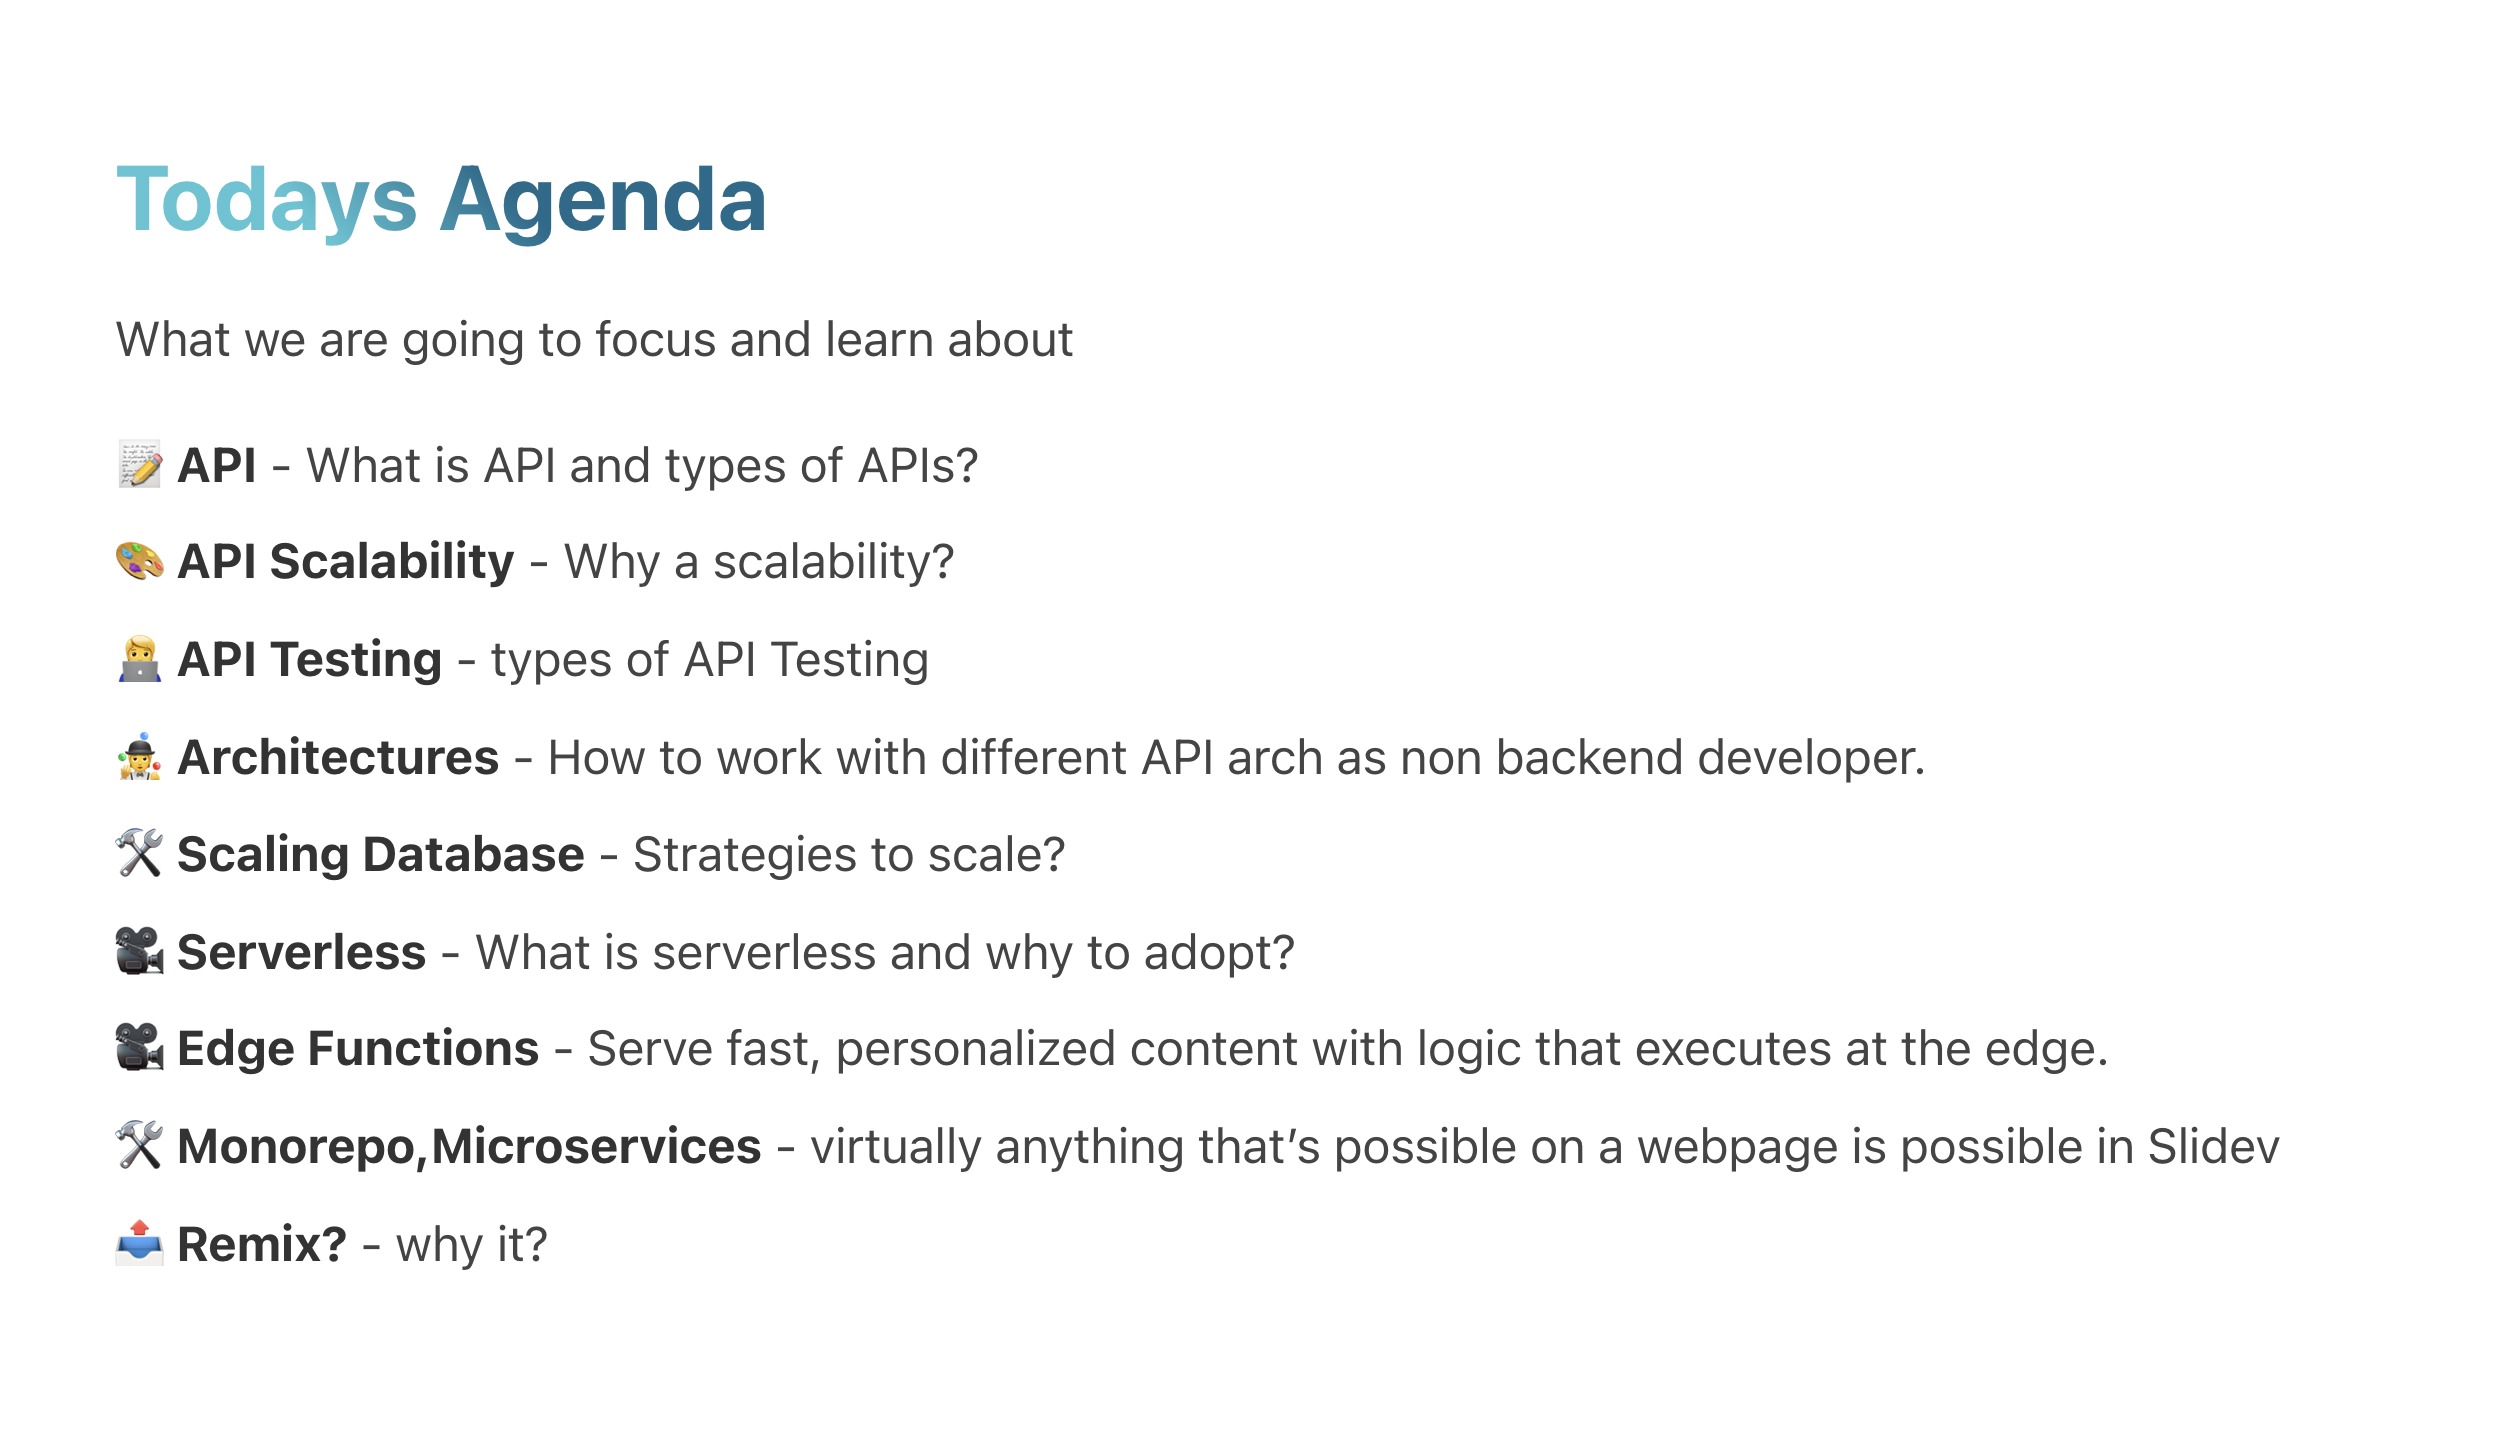 Todays Agenda
What we are going to focus and learn about
📝 API - What is API and types of APIs?
🎨 API Scalability - Why a scalability?
🧑‍💻 API Testing - types of API Testing
🤹 Architectures - How to work with different API arch as non backend developer.
🛠 Scaling Database - Strategies to scale?
🎥 Serverless - What is serverless and why to adopt?
🎥 Edge Functions - Serve fast, personalized content with logic that executes at the edge.
🛠 Monorepo,Microservices - virtually anything that’s possible on a webpage is possible in Slidev
📤 Remix? - why it?